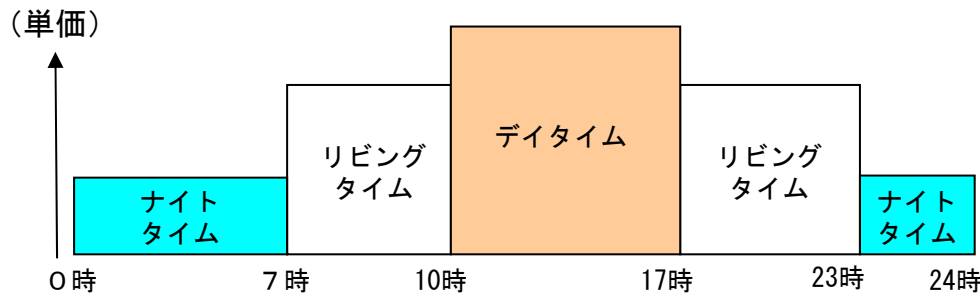 （単価）
デイタイム
リビング
タイム
リビング
タイム
ナイト
タイム
ナイト
タイム
０時
７時
10時
17時
23時
24時